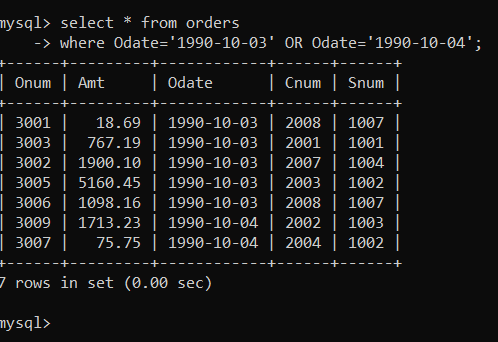 mysql> select * from orders
    -> where Odate='1990-10-03' OR Odate='1990-10-04';
+------+---------+------------+------+------+
| Onum | Amt     | Odate      | Cnum | Snum |
+------+---------+------------+------+------+
| 3001 |   18.69 | 1990-10-03 | 2008 | 1007 |
| 3003 |  767.19 | 1990-10-03 | 2001 | 1001 |
| 3002 | 1900.10 | 1990-10-03 | 2007 | 1004 |
| 3005 | 5160.45 | 1990-10-03 | 2003 | 1002 |
| 3006 | 1098.16 | 1990-10-03 | 2008 | 1007 |
| 3009 | 1713.23 | 1990-10-04 | 2002 | 1003 |
| 3007 |   75.75 | 1990-10-04 | 2004 | 1002 |
+------+---------+------------+------+------+
7 rows in set (0.00 sec)
mysql>